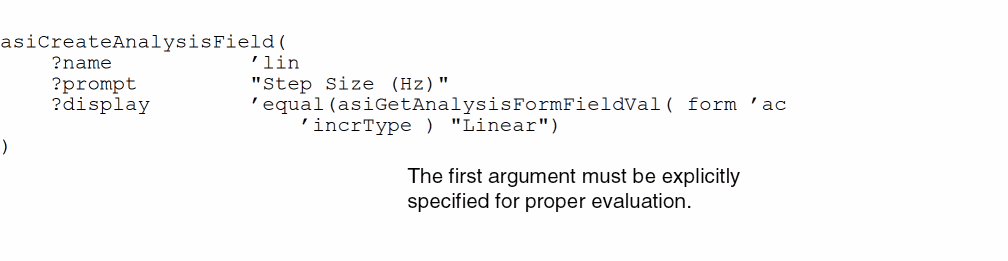 asiCreateAnalysisField(
?name ’lin
?prompt "Step Size (Hz)"
?display ’equal(asiGetAnalysisFormFieldVal( form ’ac
’incrType ) "Linear")
)
The first argument must be explicitly
specified for proper evaluation.